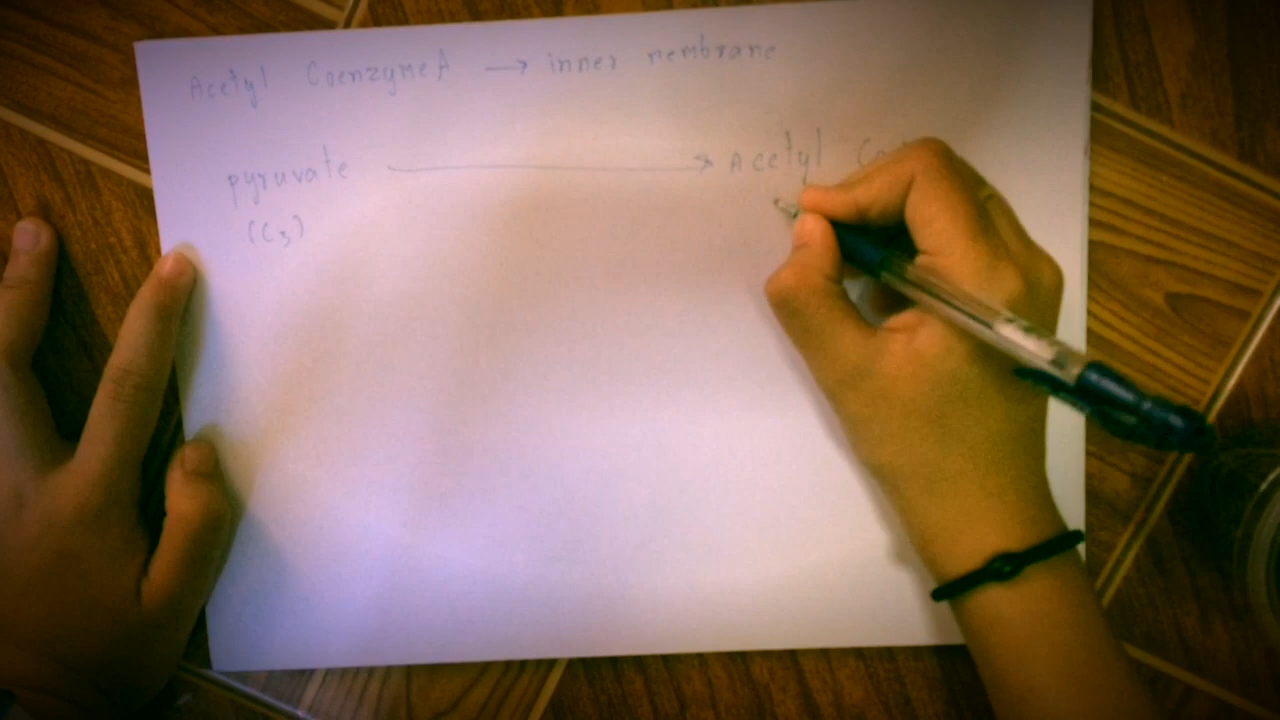 Acetyl CoenzymeA → inner membrane
pyruvate → Acetyl
(C3)